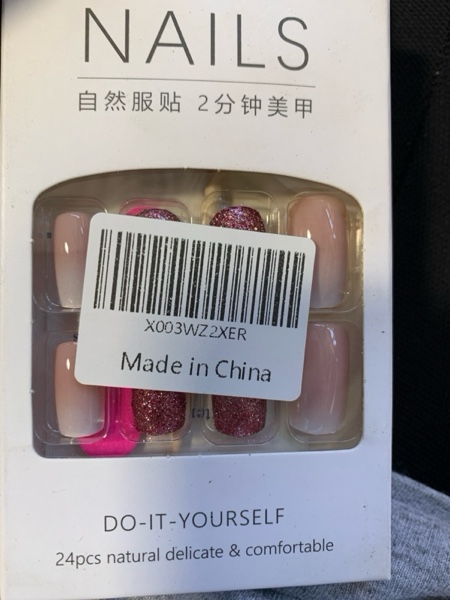 NAILS
自然服贴 2分钟美甲
X003WZ2XER
Made in China
DO-IT-YOURSELF
24pcs natural delicate & comfortable